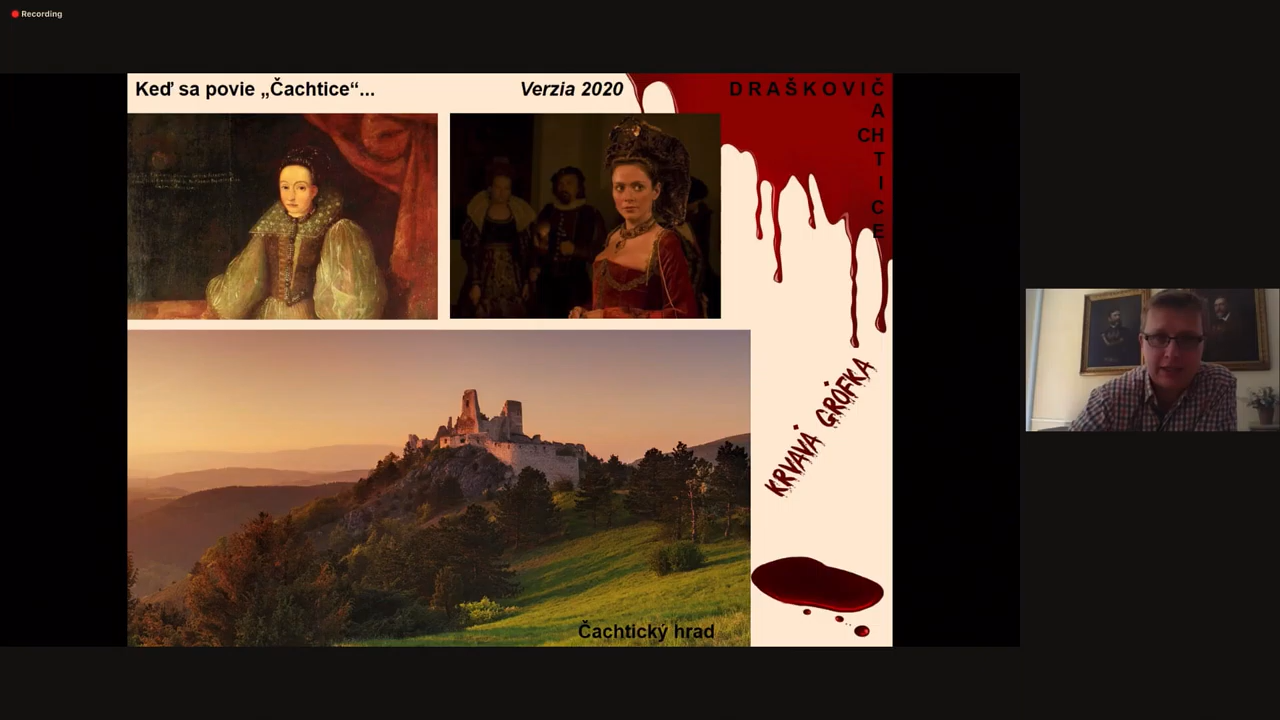 Recording
Keď sa povie „Čachtice“...
Verzia 2020
DRAŠKOVIČ
A
CH
T
I
C
E
KRVAVÁ GRÓFKA
Čachtický hrad